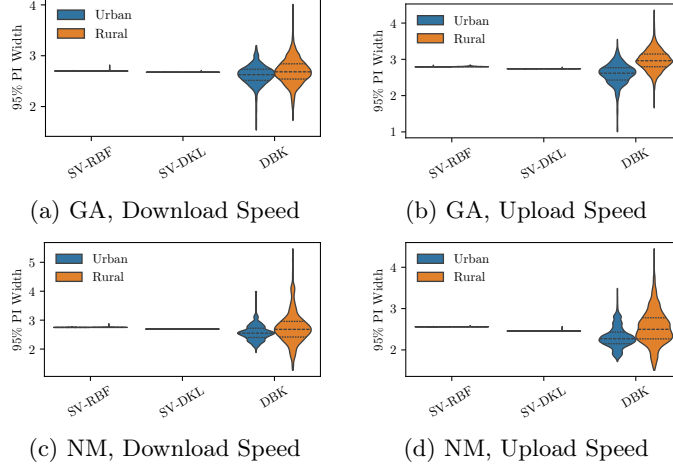 4
3
2
95% PI Width
Urban
Rural
SV-RBF
SV-DKL
DBK
(a) GA, Download Speed
4
3
2
1
95% PI Width
Urban
Rural
SV-RBF
SV-DKL
DBK
(b) GA, Upload Speed
5
4
3
2
95% PI Width
Urban
Rural
SV-RBF
SV-DKL
DBK
(c) NM, Download Speed
4
3
2
95% PI Width
Urban
Rural
SV-RBF
SV-DKL
DBK
(d) NM, Upload Speed